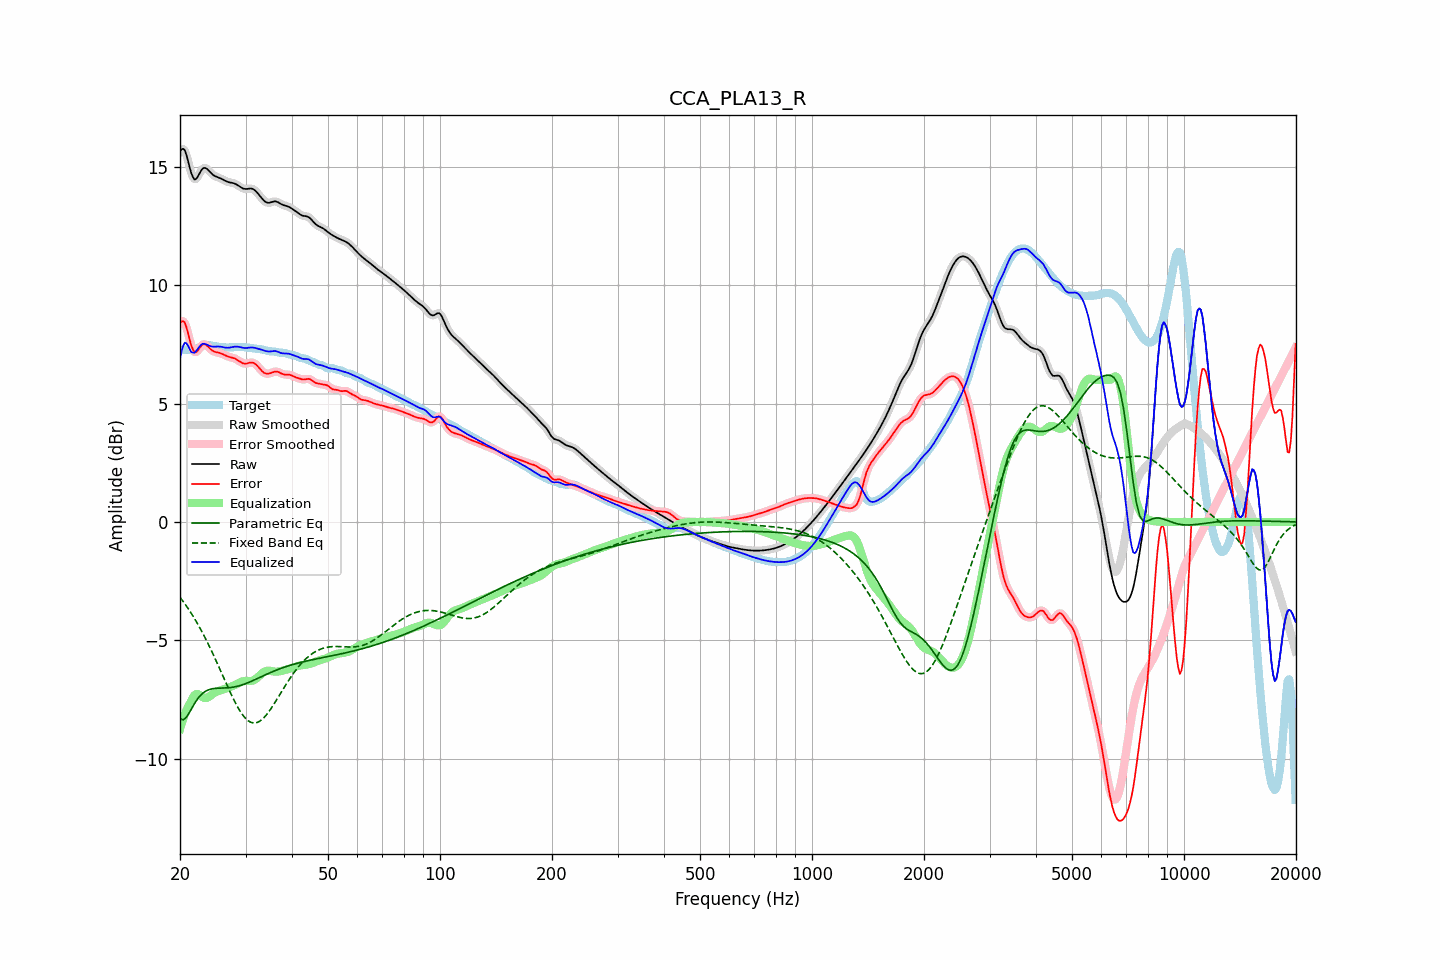 CCA_PLA13_R
Amplitude (dBr)
15
10
5
0
−5
−10
Target
Raw Smoothed
Error Smoothed
Raw
Error
Equalization
Parametric Eq
Fixed Band Eq
Equalized
20 50 100 200 500 1000 2000 5000 10000 20000
Frequency (Hz)